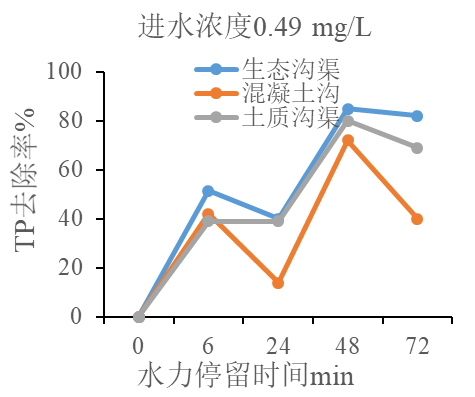 进水浓度0.49 mg/L
生态沟渠
混凝土沟
土质沟渠
TP去除率%
100
80
60
40
20
0
0 6 24 48 72
水力停留时间min